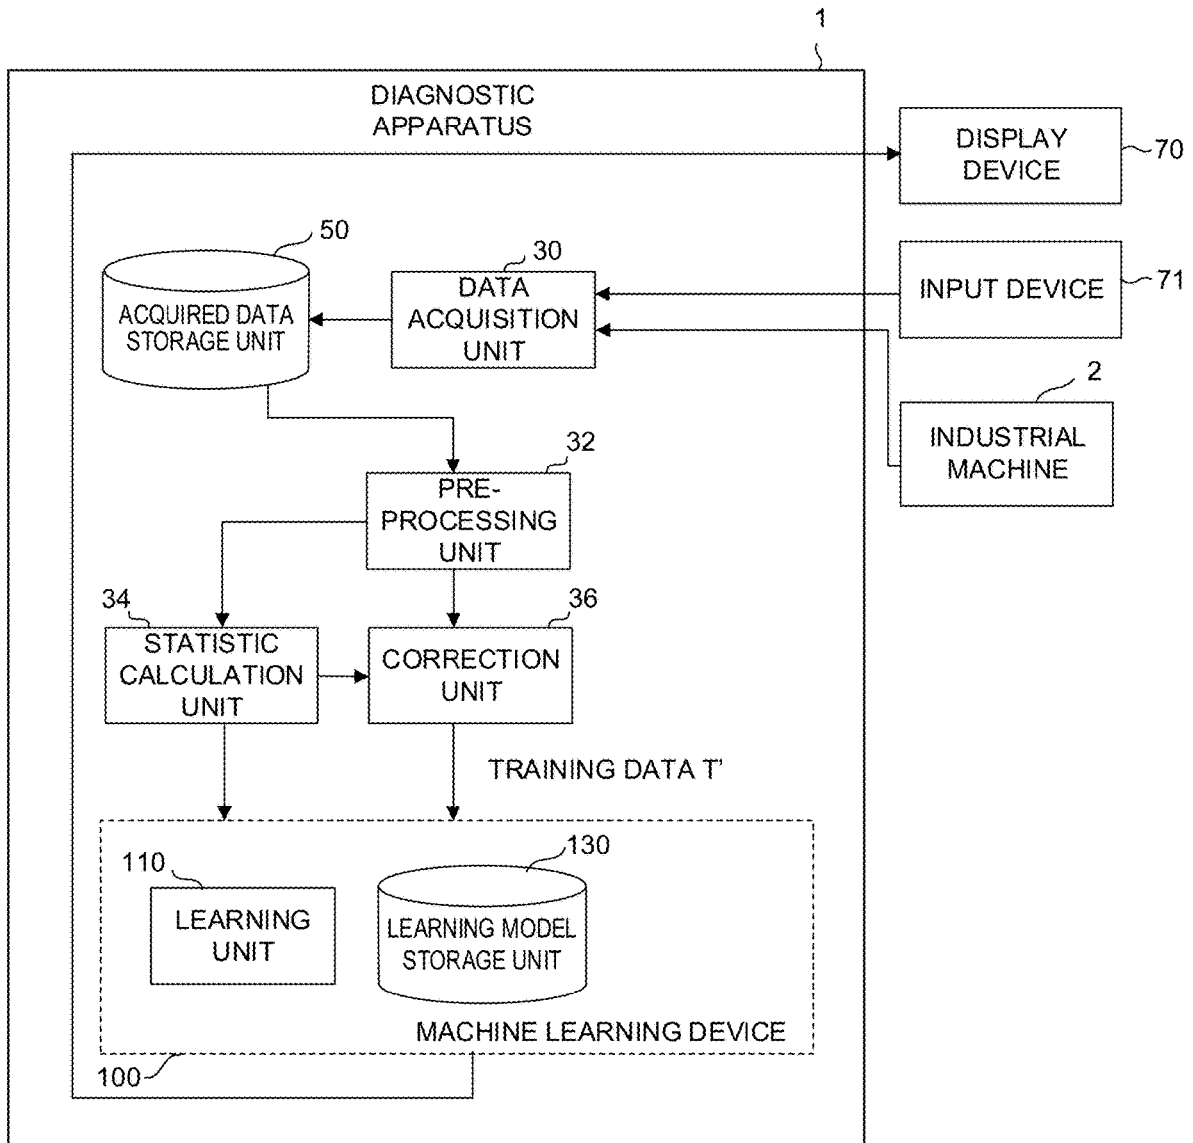 1
DIAGNOSTIC
APPARATUS
DISPLAY
DEVICE
70
50
30
ACQUIRED DATA
STORAGE UNIT
DATA
ACQUISITION
UNIT
INPUT DEVICE
71
2
INDUSTRIAL
MACHINE
32
PRE-
PROCESSING
UNIT
34
STATISTIC
CALCULATION
UNIT
36
CORRECTION
UNIT
TRAINING DATA T’
110
LEARNING
UNIT
130
LEARNING MODEL
STORAGE UNIT
MACHINE LEARNING DEVICE
100